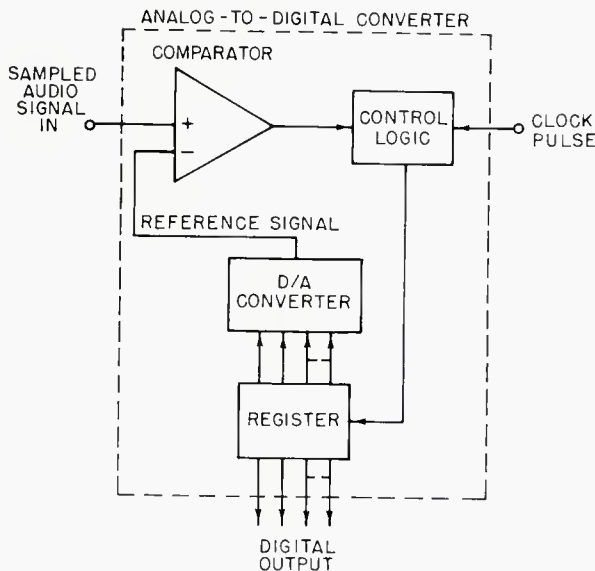 ANALOG-TO-DIGITAL CONVERTER
COMPARATOR
SAMPLED
AUDIO
SIGNAL
IN
+
−
CONTROL
LOGIC
CLOCK
PULSE
REFERENCE SIGNAL
D/A
CONVERTER
REGISTER
DIGITAL
OUTPUT